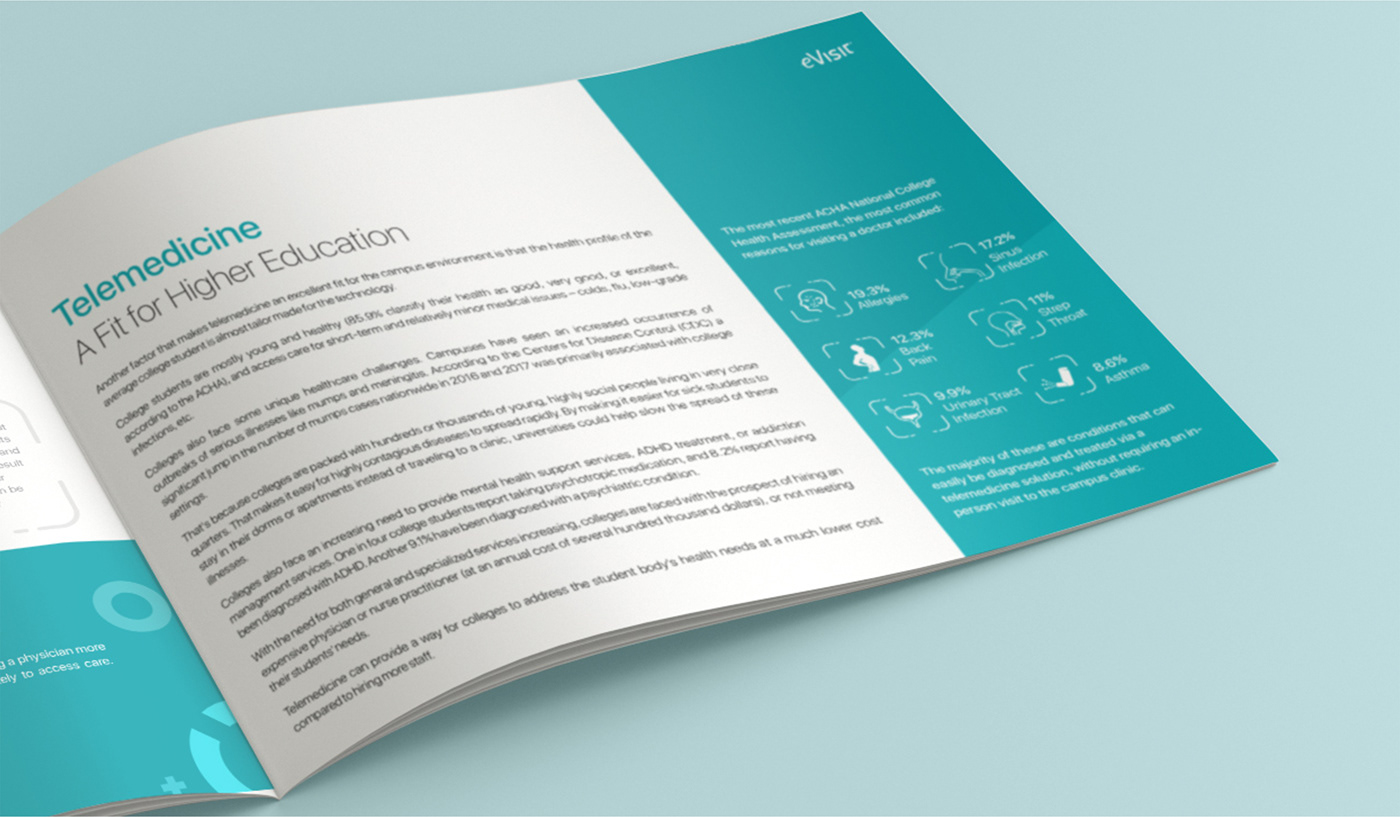 st
ts
and
result
r
n be
g a physician more
ely to access care.
Telemedicine
A Fit for Higher Education
Another factor that makes telemedicine an excellent fit for the campus environment is that the health profile of the
average college student is almost tailor made for the technology.
College students are mostly young and healthy (85.9% classify their health as good, very good, or excellent,
according to the ACHA), and access care for short-term and relatively minor medical issues – colds, flu, low-grade
infections, etc.
Colleges also face some unique healthcare challenges. Campuses have seen an increased occurrence of
outbreaks of serious illnesses like mumps and meningitis. According to the Centers for Disease Control (CDC) a
significant jump in the number of mumps cases nationwide in 2016 and 2017 was primarily associated with college
settings.
That's because colleges are packed with hundreds or thousands of young, highly social people living in very close
quarters. That makes it easy for highly contagious diseases to spread rapidly. By making it easier for sick students to
stay in their dorms or apartments instead of traveling to a clinic, universities could help slow the spread of these
illnesses.
Colleges also face an increasing need to provide mental health support services, ADHD treatment, or addiction
management services. One in four college students report taking psychotropic medication, and 8.2% report having
been diagnosed with ADHD. Another 9.1% have been diagnosed with a psychiatric condition.
With the need for both general and specialized services increasing, colleges are faced with the prospect of hiring an
expensive physician or nurse practitioner (at an annual cost of several hundred thousand dollars), or not meeting
their students' needs.
Telemedicine can provide a way for colleges to address the student body's health needs at a much lower cost
compared to hiring more staff.
eVisit
The most recent ACHA National College
Health Assessment, the most common
reasons for visiting a doctor included:
19.3%
Allergies
17.2%
Sinus
Infection
12.3%
Back
Pain
11%
Strep
Throat
9.9%
Urinary Tract
Infection
8.6%
Asthma
The majority of these are conditions that can
easily be diagnosed and treated via a
telemedicine solution, without requiring an in-
person visit to the campus clinic.